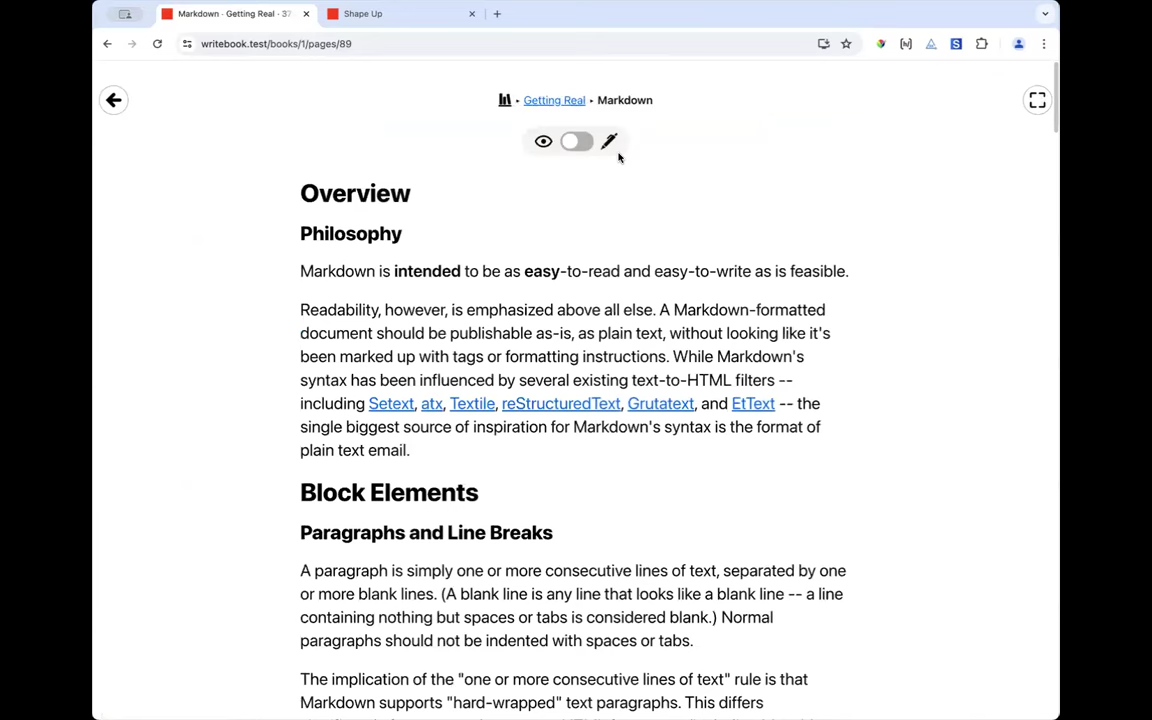 Markdown · Getting Real · 37
Shape Up
writebook.test/books/1/pages/89
Getting Real ▸ Markdown
Overview
Philosophy
Markdown is intended to be as easy-to-read and easy-to-write as is feasible.
Readability, however, is emphasized above all else. A Markdown-formatted
document should be publishable as-is, as plain text, without looking like it's
been marked up with tags or formatting instructions. While Markdown's
syntax has been influenced by several existing text-to-HTML filters --
including Setext, atx, Textile, reStructuredText, Grutatext, and EtText -- the
single biggest source of inspiration for Markdown's syntax is the format of
plain text email.
Block Elements
Paragraphs and Line Breaks
A paragraph is simply one or more consecutive lines of text, separated by one
or more blank lines. (A blank line is any line that looks like a blank line -- a line
containing nothing but spaces or tabs is considered blank.) Normal
paragraphs should not be indented with spaces or tabs.
The implication of the "one or more consecutive lines of text" rule is that
Markdown supports "hard-wrapped" text paragraphs. This differs